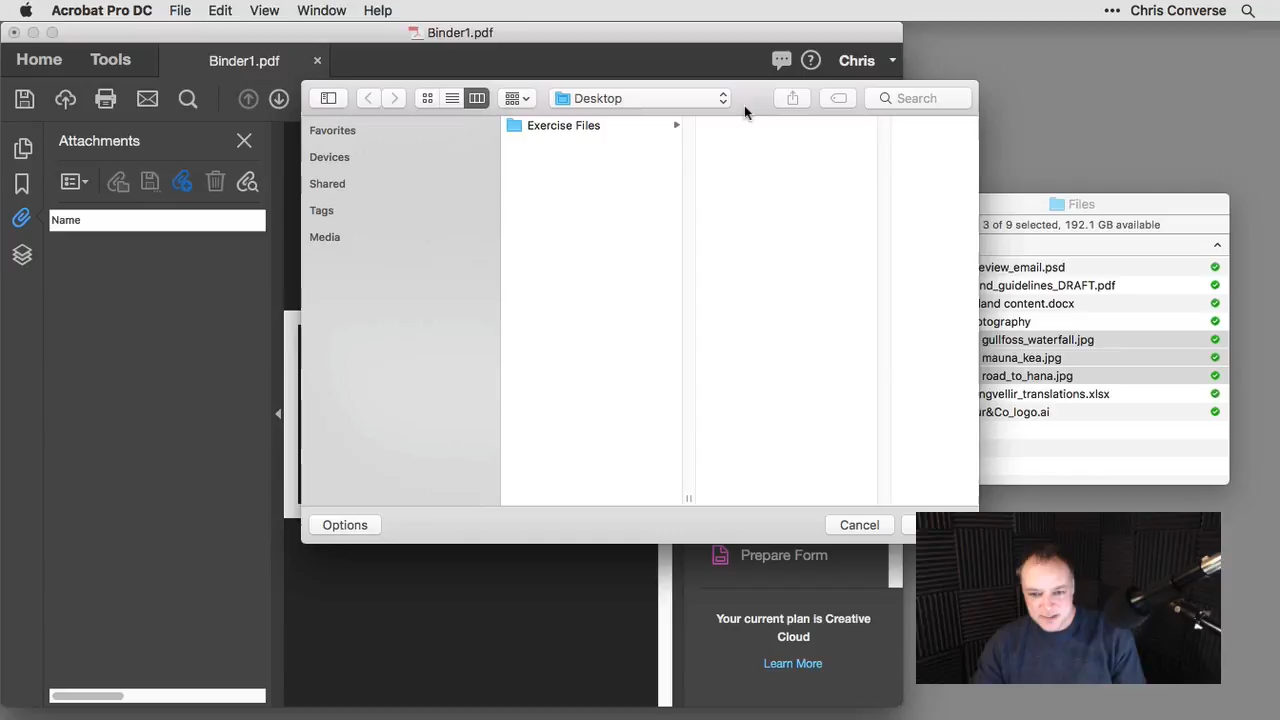 Acrobat Pro DC File Edit View Window Help
Chris Converse
Binder1.pdf
Home Tools Binder1.pdf
Chris
Attachments
Name
Desktop
Search
Favorites
Devices
Shared
Tags
Media
Exercise Files
Options
Cancel
Files
3 of 9 selected, 192.1 GB available
eview_email.psd
nd_guidelines_DRAFT.pdf
land content.docx
otography
gullfoss_waterfall.jpg
mauna_kea.jpg
road_to_hana.jpg
ngvellir_translations.xlsx
ur&Co_logo.ai
Prepare Form
Your current plan is Creative
Cloud
Learn More